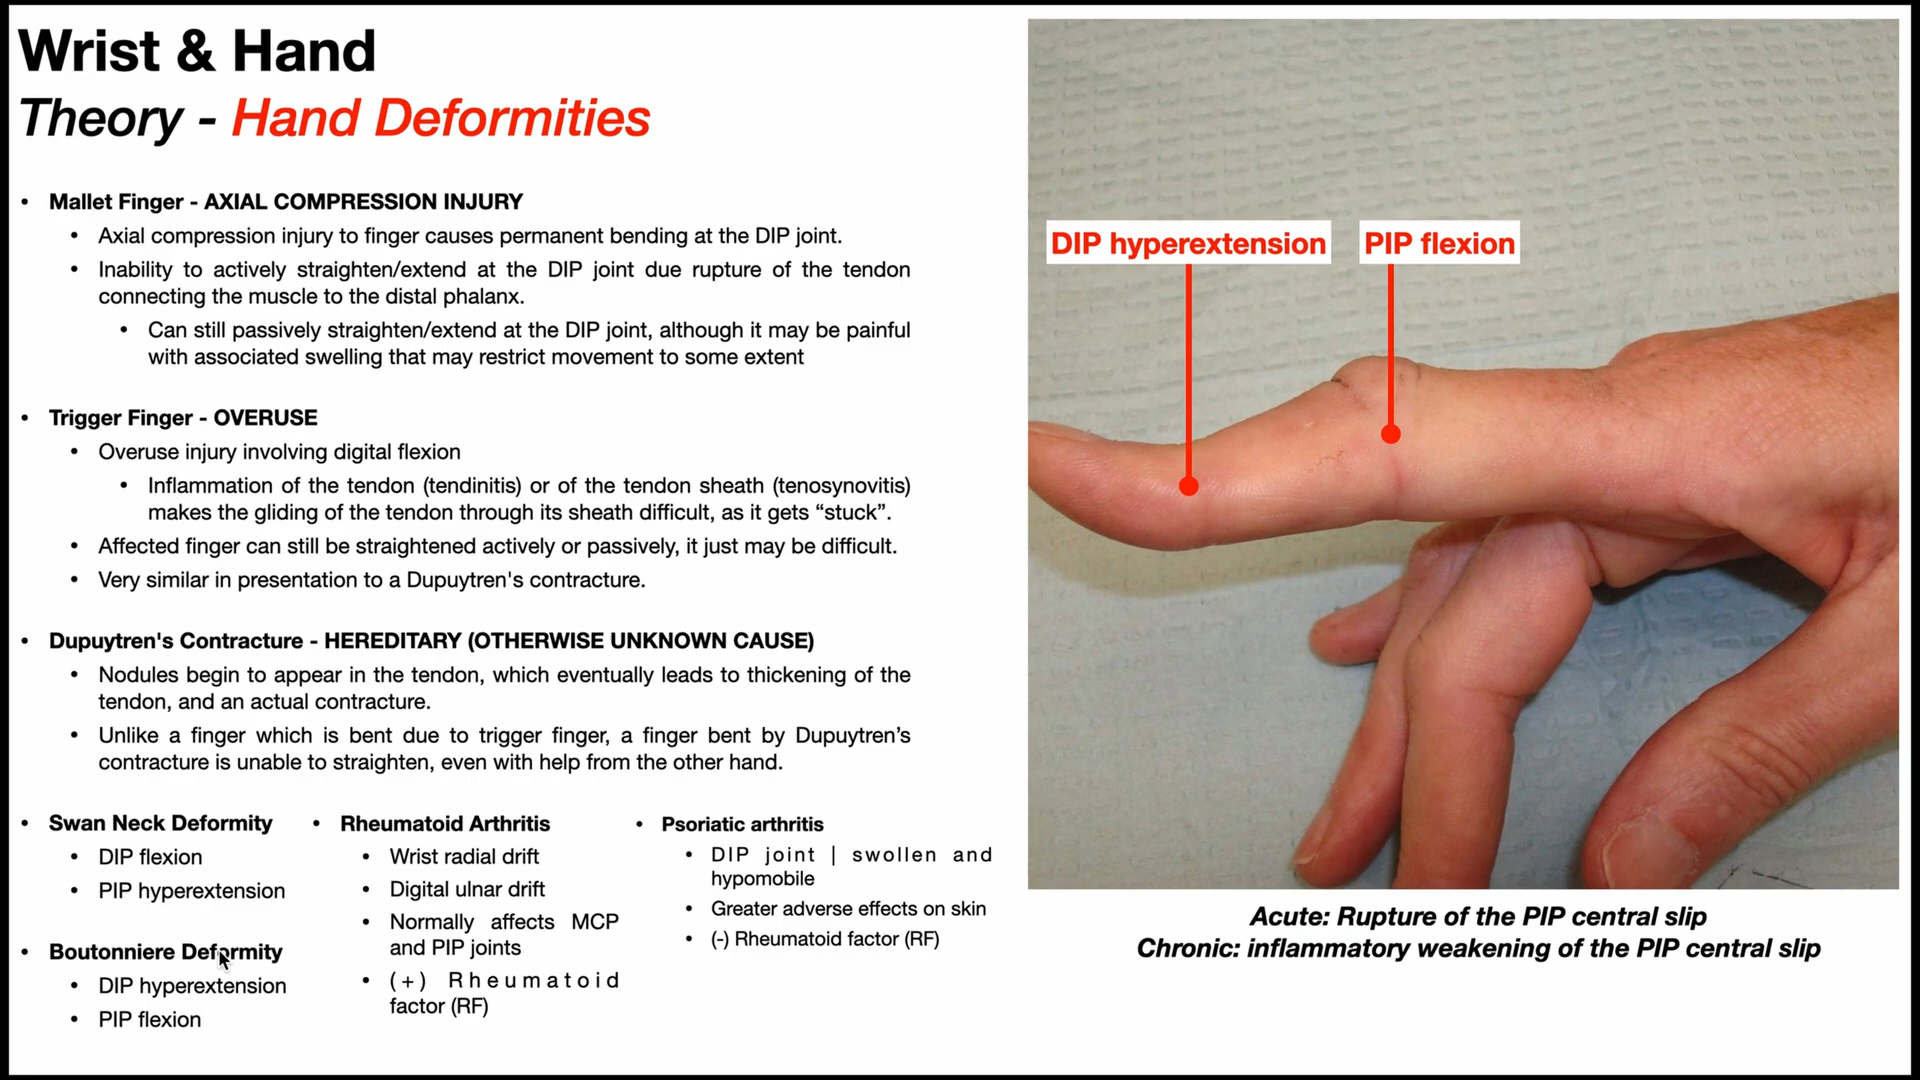 Wrist & Hand
Theory - Hand Deformities
• Mallet Finger - AXIAL COMPRESSION INJURY
• Axial compression injury to finger causes permanent bending at the DIP joint.
• Inability to actively straighten/extend at the DIP joint due rupture of the tendon
connecting the muscle to the distal phalanx.
• Can still passively straighten/extend at the DIP joint, although it may be painful
with associated swelling that may restrict movement to some extent
• Trigger Finger - OVERUSE
• Overuse injury involving digital flexion
• Inflammation of the tendon (tendinitis) or of the tendon sheath (tenosynovitis)
makes the gliding of the tendon through its sheath difficult, as it gets “stuck”.
• Affected finger can still be straightened actively or passively, it just may be difficult.
• Very similar in presentation to a Dupuytren's contracture.
• Dupuytren's Contracture - HEREDITARY (OTHERWISE UNKNOWN CAUSE)
• Nodules begin to appear in the tendon, which eventually leads to thickening of the
tendon, and an actual contracture.
• Unlike a finger which is bent due to trigger finger, a finger bent by Dupuytren’s
contracture is unable to straighten, even with help from the other hand.
• Swan Neck Deformity
• DIP flexion
• PIP hyperextension
• Boutonniere Deformity
• DIP hyperextension
• PIP flexion
• Rheumatoid Arthritis
• Wrist radial drift
• Digital ulnar drift
• Normally affects MCP
and PIP joints
• (+) Rheumatoid
factor (RF)
• Psoriatic arthritis
• DIP joint | swollen and
hypomobile
• Greater adverse effects on skin
• (-) Rheumatoid factor (RF)
DIP hyperextension
PIP flexion
Acute: Rupture of the PIP central slip
Chronic: inflammatory weakening of the PIP central slip